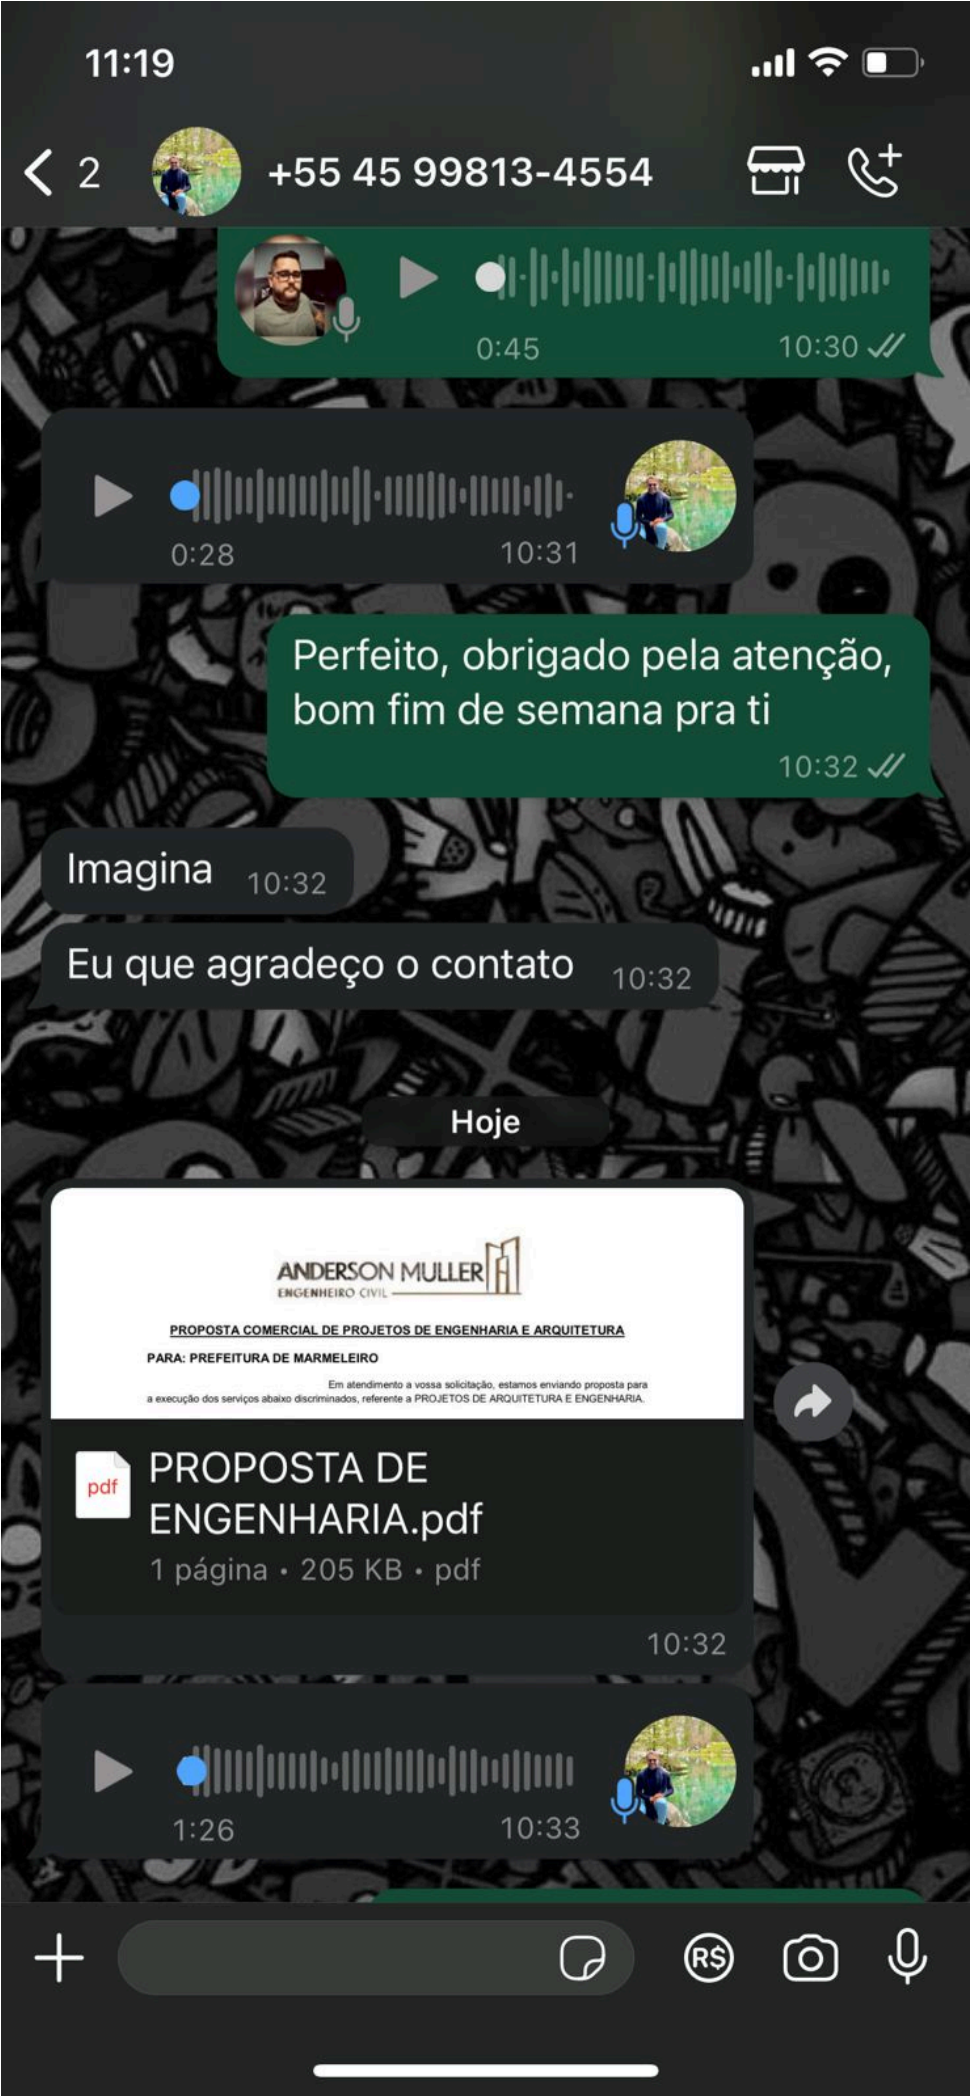 11:19
2
+55 45 99813-4554
0:45
10:30
0:28
10:31
Perfeito, obrigado pela atenção,
bom fim de semana pra ti
10:32
Imagina 10:32
Eu que agradeço o contato 10:32
Hoje
ANDERSON MULLER
ENGENHEIRO CIVIL
PROPOSTA COMERCIAL DE PROJETOS DE ENGENHARIA E ARQUITETURA
PARA: PREFEITURA DE MARMELEIRO
Em atendimento a vossa solicitação, estamos enviando proposta para
a execução dos serviços abaixo discriminados, referente a PROJETOS DE ARQUITETURA E ENGENHARIA.
pdf
PROPOSTA DE
ENGENHARIA.pdf
1 página • 205 KB • pdf
10:32
1:26
10:33
R$